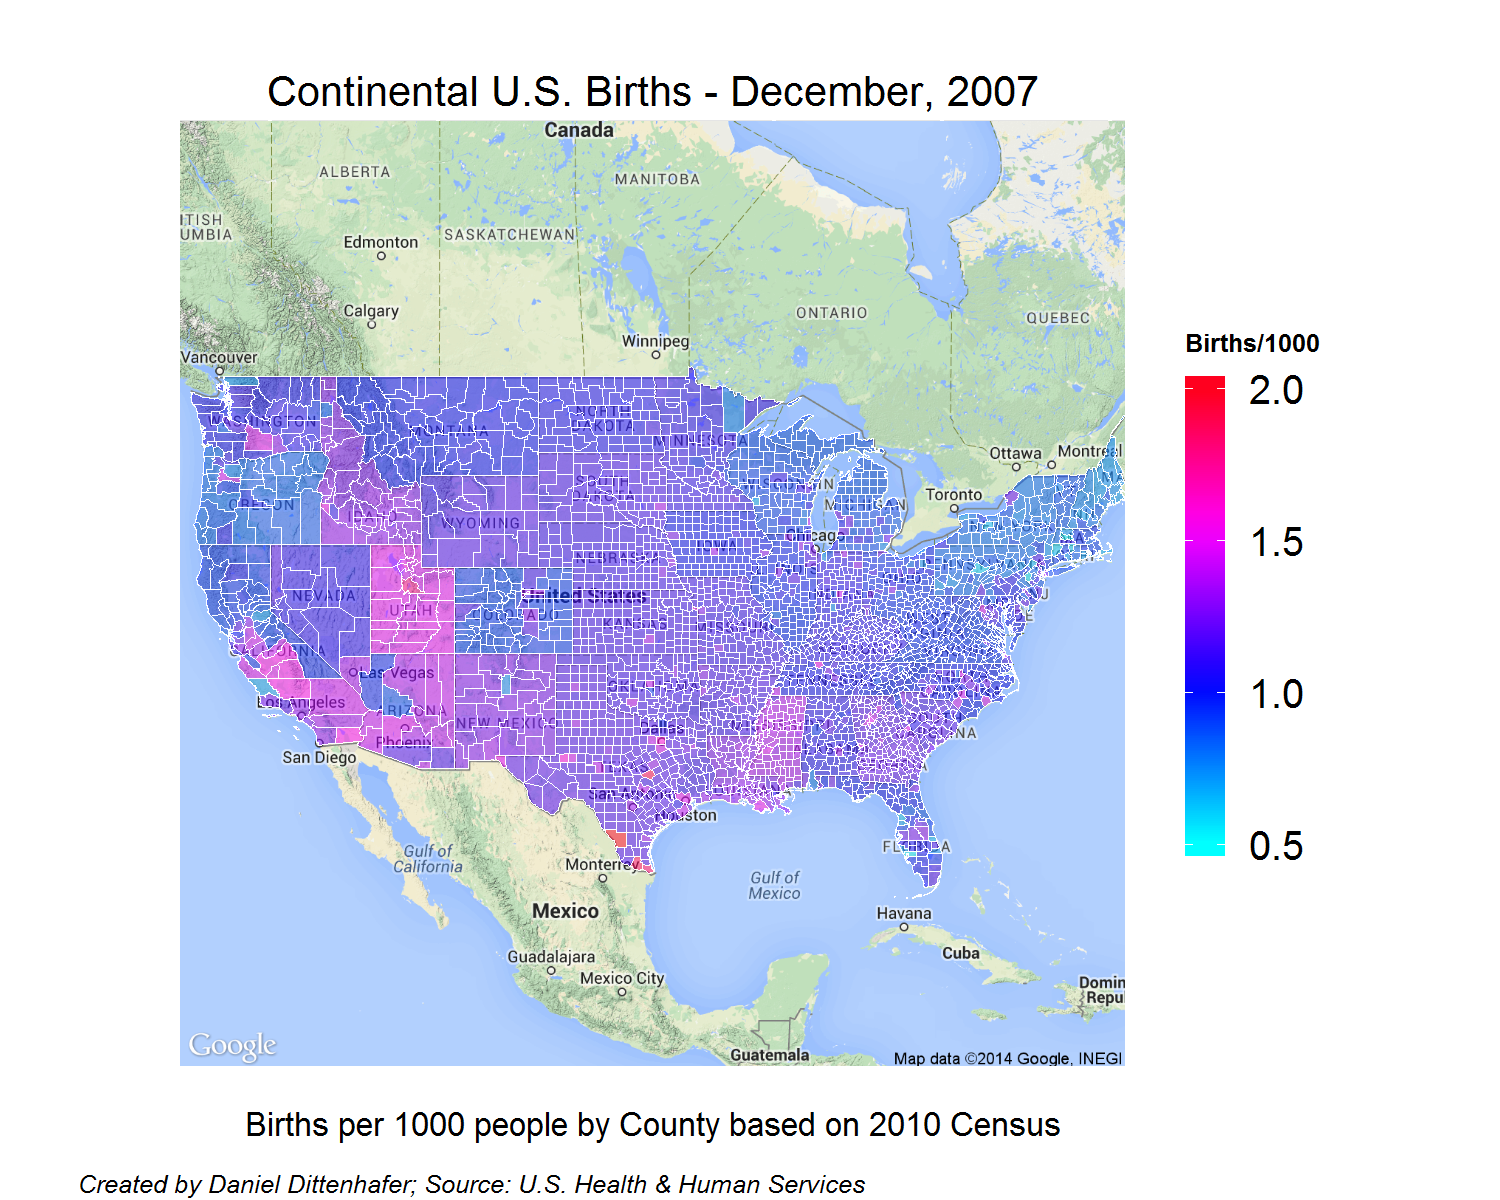 Continental U.S. Births - December, 2007
Canada
ALBERTA
MANITOBA
ITISH
UMBIA
Edmonton
SASKATCHEWAN
Calgary
ONTARIO
QUEBEC
Winnipeg
Vancouver
WASHINGTON
MONTANA
NORTH
DAKOTA
MINNESOTA
Ottawa
Montreal
OREGON
IDAHO
WYOMING
SOUTH
DAKOTA
WISCONSIN
MICHIGAN
Toronto
Chicago
IOWA
NEBRASKA
NEVADA
UTAH
COLORADO
United States
KANSAS
MISSOURI
CALIFORNIA
Las Vegas
Los Angeles
ARIZONA
Phoenix
NEW MEXICO
OKLAHOMA
Dallas
MISSISSIPPI
CAROLINA
San Diego
TEXAS
San Antonio
Houston
FLORIDA
Gulf of
California
Monterrey
Gulf of
Mexico
Mexico
Havana
Cuba
Guadalajara
Mexico City
Domin
Repu
Guatemala
Google
Map data ©2014 Google, INEGI
Births/1000
2.0
1.5
1.0
0.5
Births per 1000 people by County based on 2010 Census
Created by Daniel Dittenhafer; Source: U.S. Health & Human Services